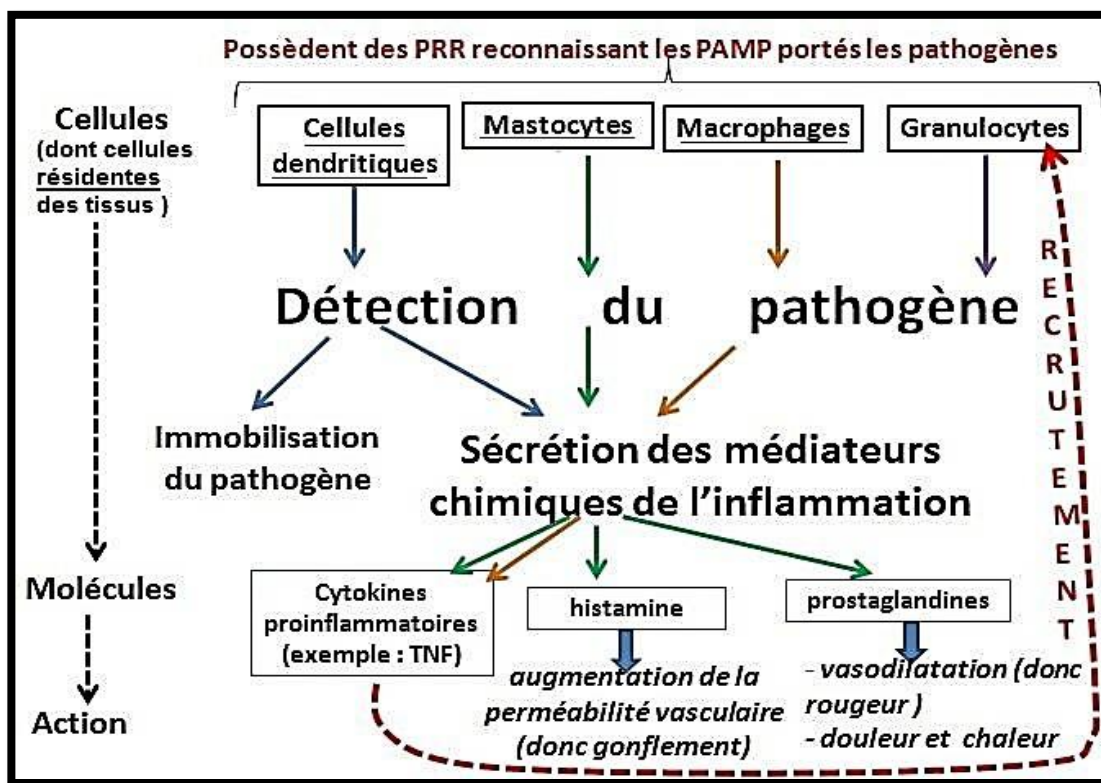 Possèdent des PRR reconnaissant les PAMP portés les pathogènes
Cellules
(dont cellules
résidentes
des tissus )
Cellules
dendritiques
Mastocytes
Macrophages
Granulocytes
Détection du pathogène
RECRUTEMENT
Immobilisation
du pathogène
Sécrétion des médiateurs
chimiques de l'inflammation
Molécules
Cytokines
proinflammatoires
(exemple : TNF)
histamine
prostaglandines
Action
augmentation de la
perméabilité vasculaire
(donc gonflement)
- vasodilatation (donc
rougeur )
- douleur et chaleur